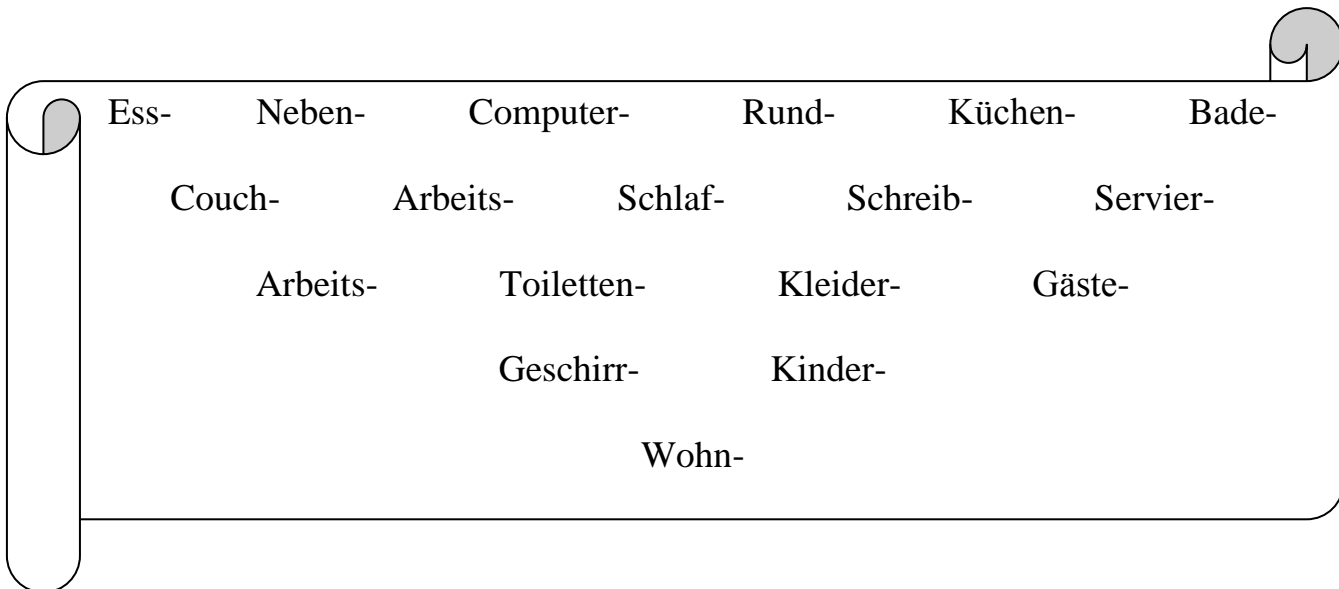 Ess- Neben- Computer- Rund- Küchen- Bade-
Couch- Arbeits- Schlaf- Schreib- Servier-
Arbeits- Toiletten- Kleider- Gäste-
Geschirr- Kinder-
Wohn-